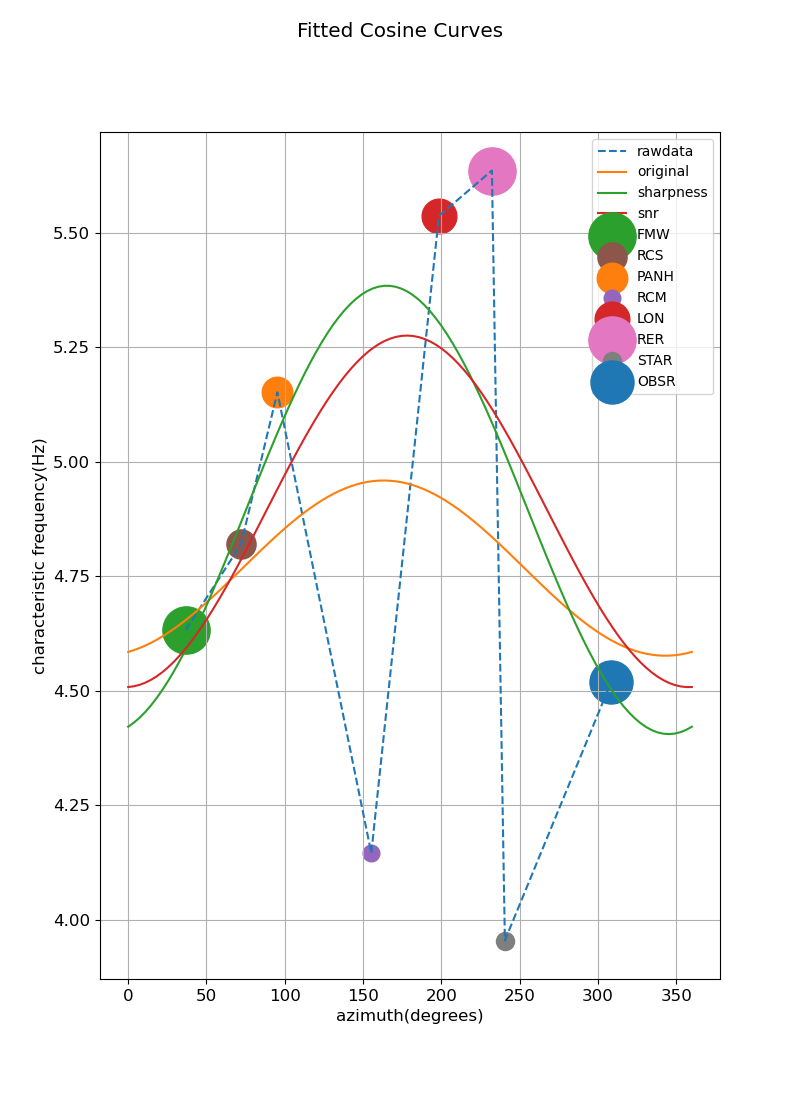 Fitted Cosine Curves
rawdata
original
sharpness
snr
FMW
RCS
PANH
RCM
LON
RER
STAR
OBSR
characteristic frequency(Hz)
5.50
5.25
5.00
4.75
4.50
4.25
4.00
0 50 100 150 200 250 300 350
azimuth(degrees)